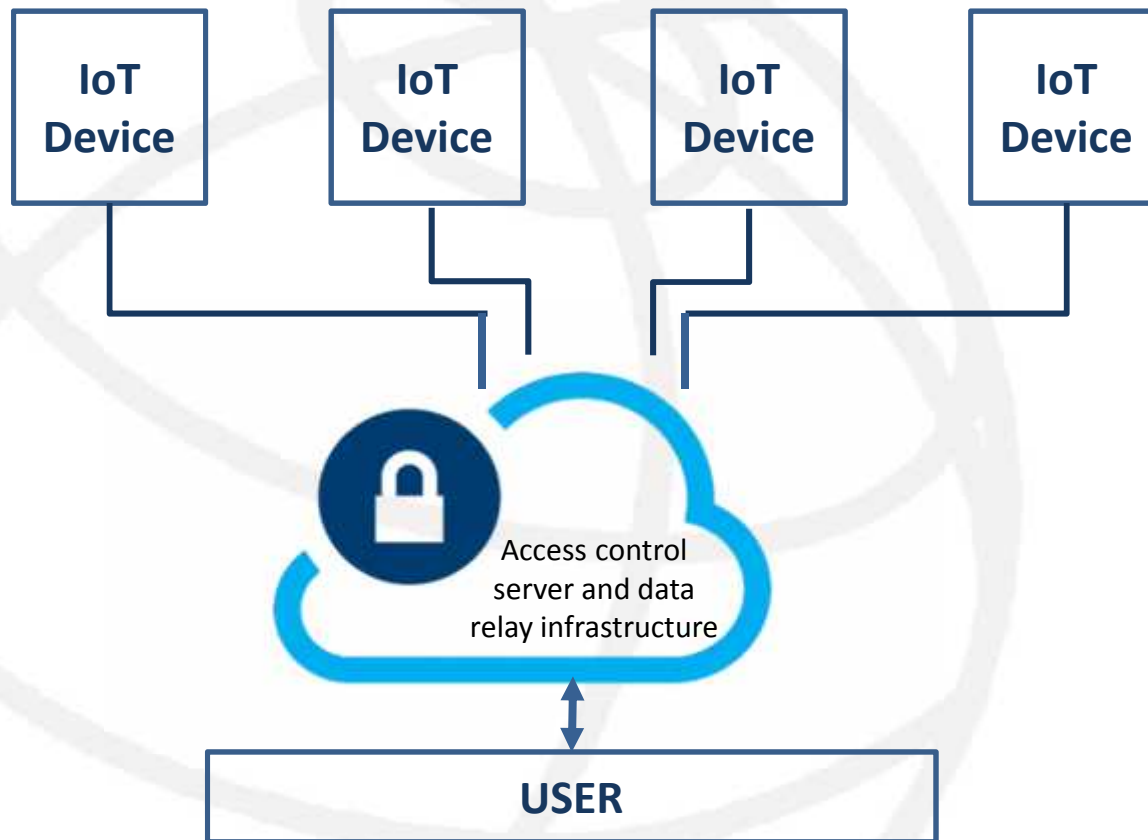 IoT
Device
IoT
Device
IoT
Device
IoT
Device
Access control
server and data
relay infrastructure
USER